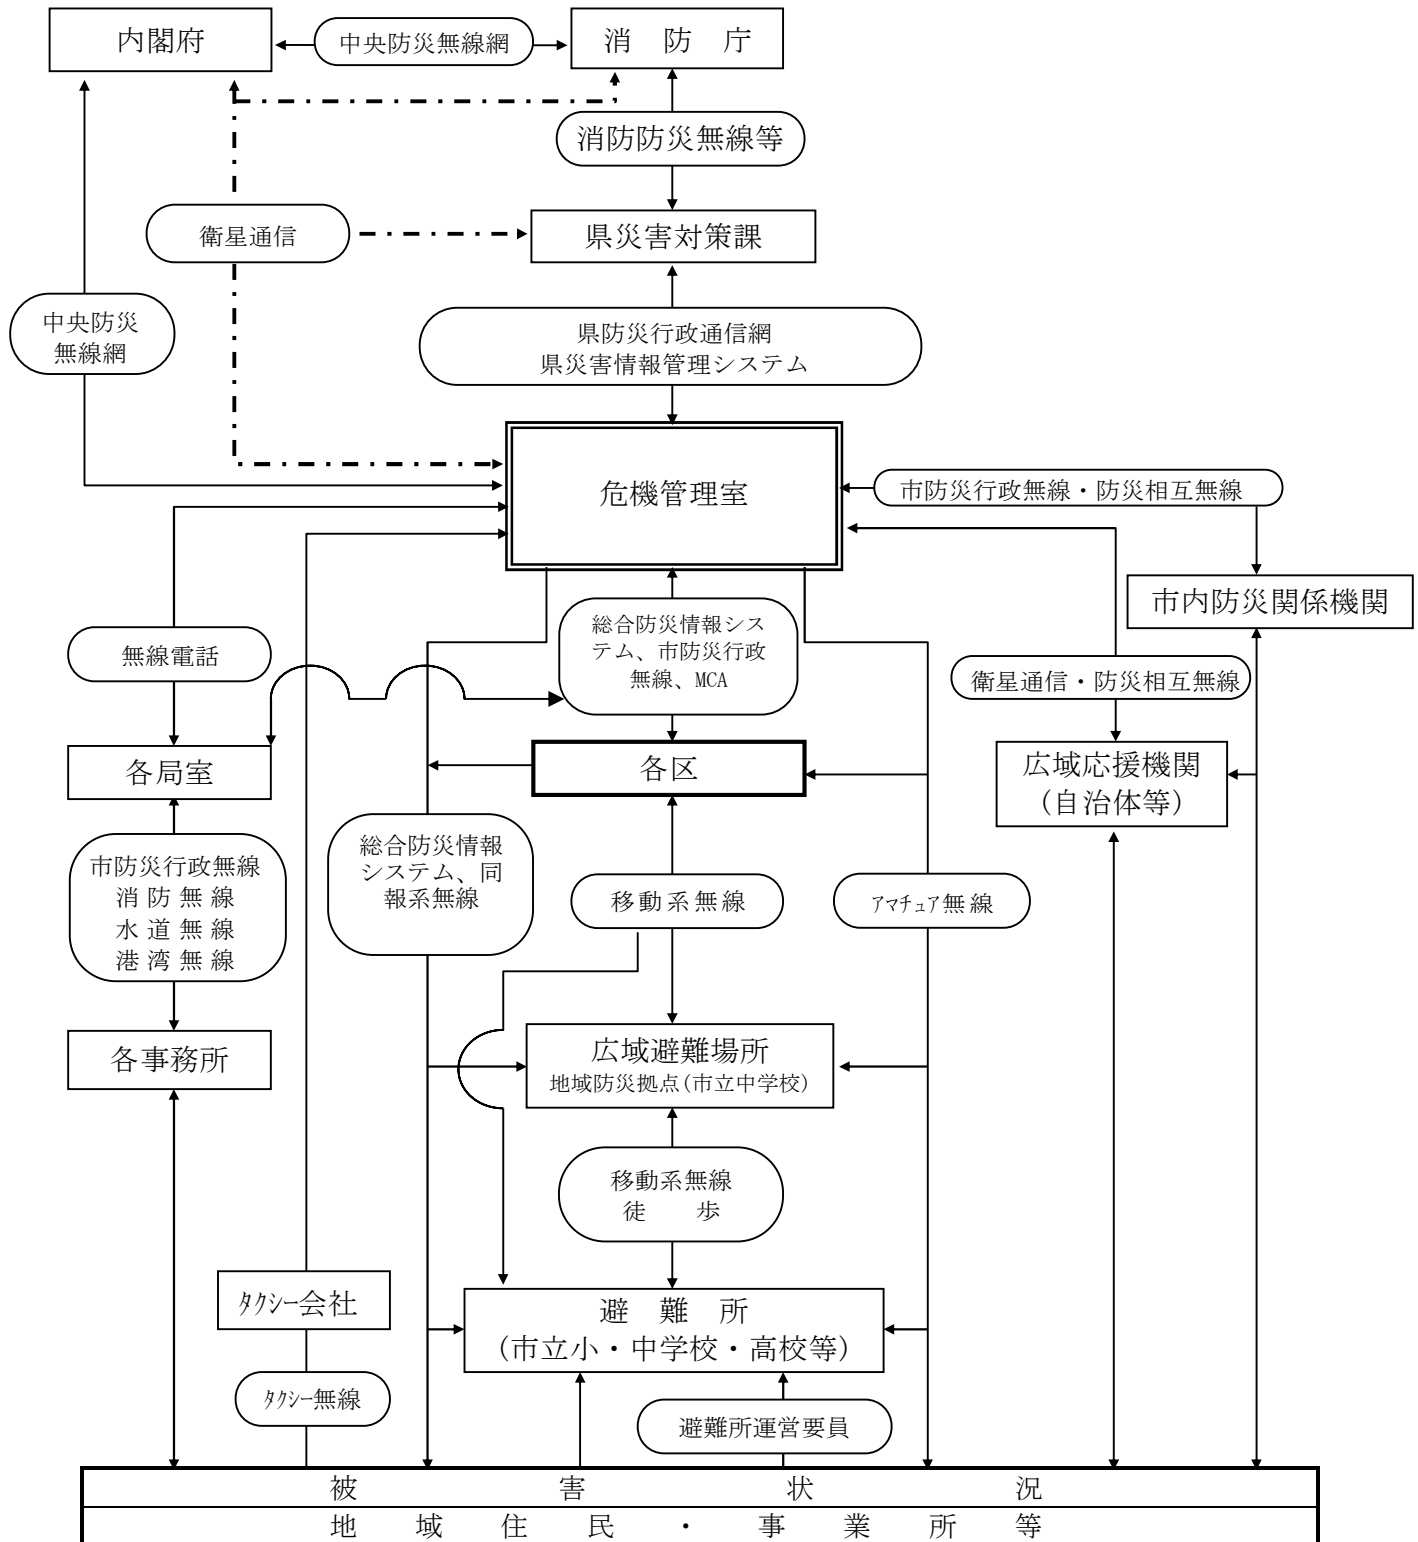 内閣府
中央防災無線網
消防庁
消防防災無線等
衛星通信
県災害対策課
中央防災
無線網
県防災行政通信網
県災害情報管理システム
危機管理室
市防災行政無線・防災相互無線
市内防災関係機関
総合防災情報シス
テム、市防災行政
無線、MCA
無線電話
衛星通信・防災相互無線
各局室
各区
広域応援機関
(自治体等)
市防災行政無線
消防無線
水道無線
港湾無線
総合防災情報
システム、同
報系無線
移動系無線
アマチュア無線
各事務所
広域避難場所
地域防災拠点(市立中学校)
移動系無線
徒歩
タクシー会社
避難所
(市立小・中学校・高校等)
タクシー無線
避難所運営要員
被害状況
地域住民・事業所等